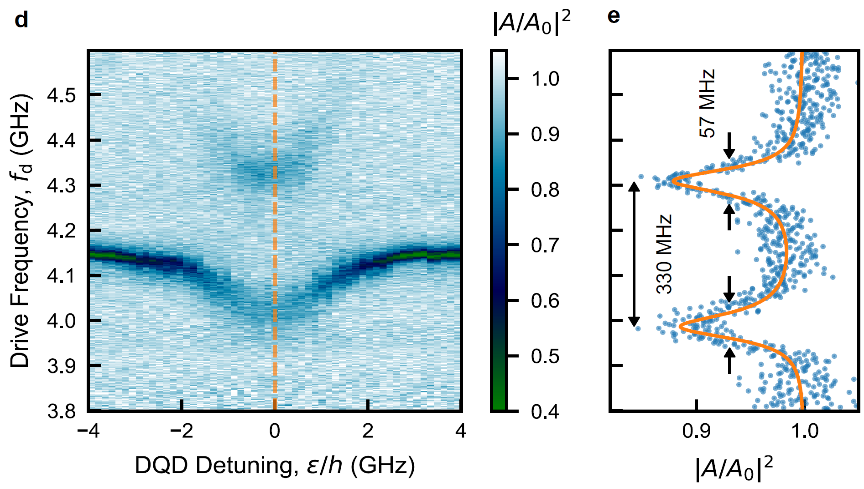 d
|A/A₀|²
e
Drive Frequency, f_d (GHz)
4.5
4.4
4.3
4.2
4.1
4.0
3.9
3.8
−4
−2
0
2
4
DQD Detuning, ε/h (GHz)
1.0
0.9
0.8
0.7
0.6
0.5
0.4
57 MHz
330 MHz
0.9
1.0
|A/A₀|²